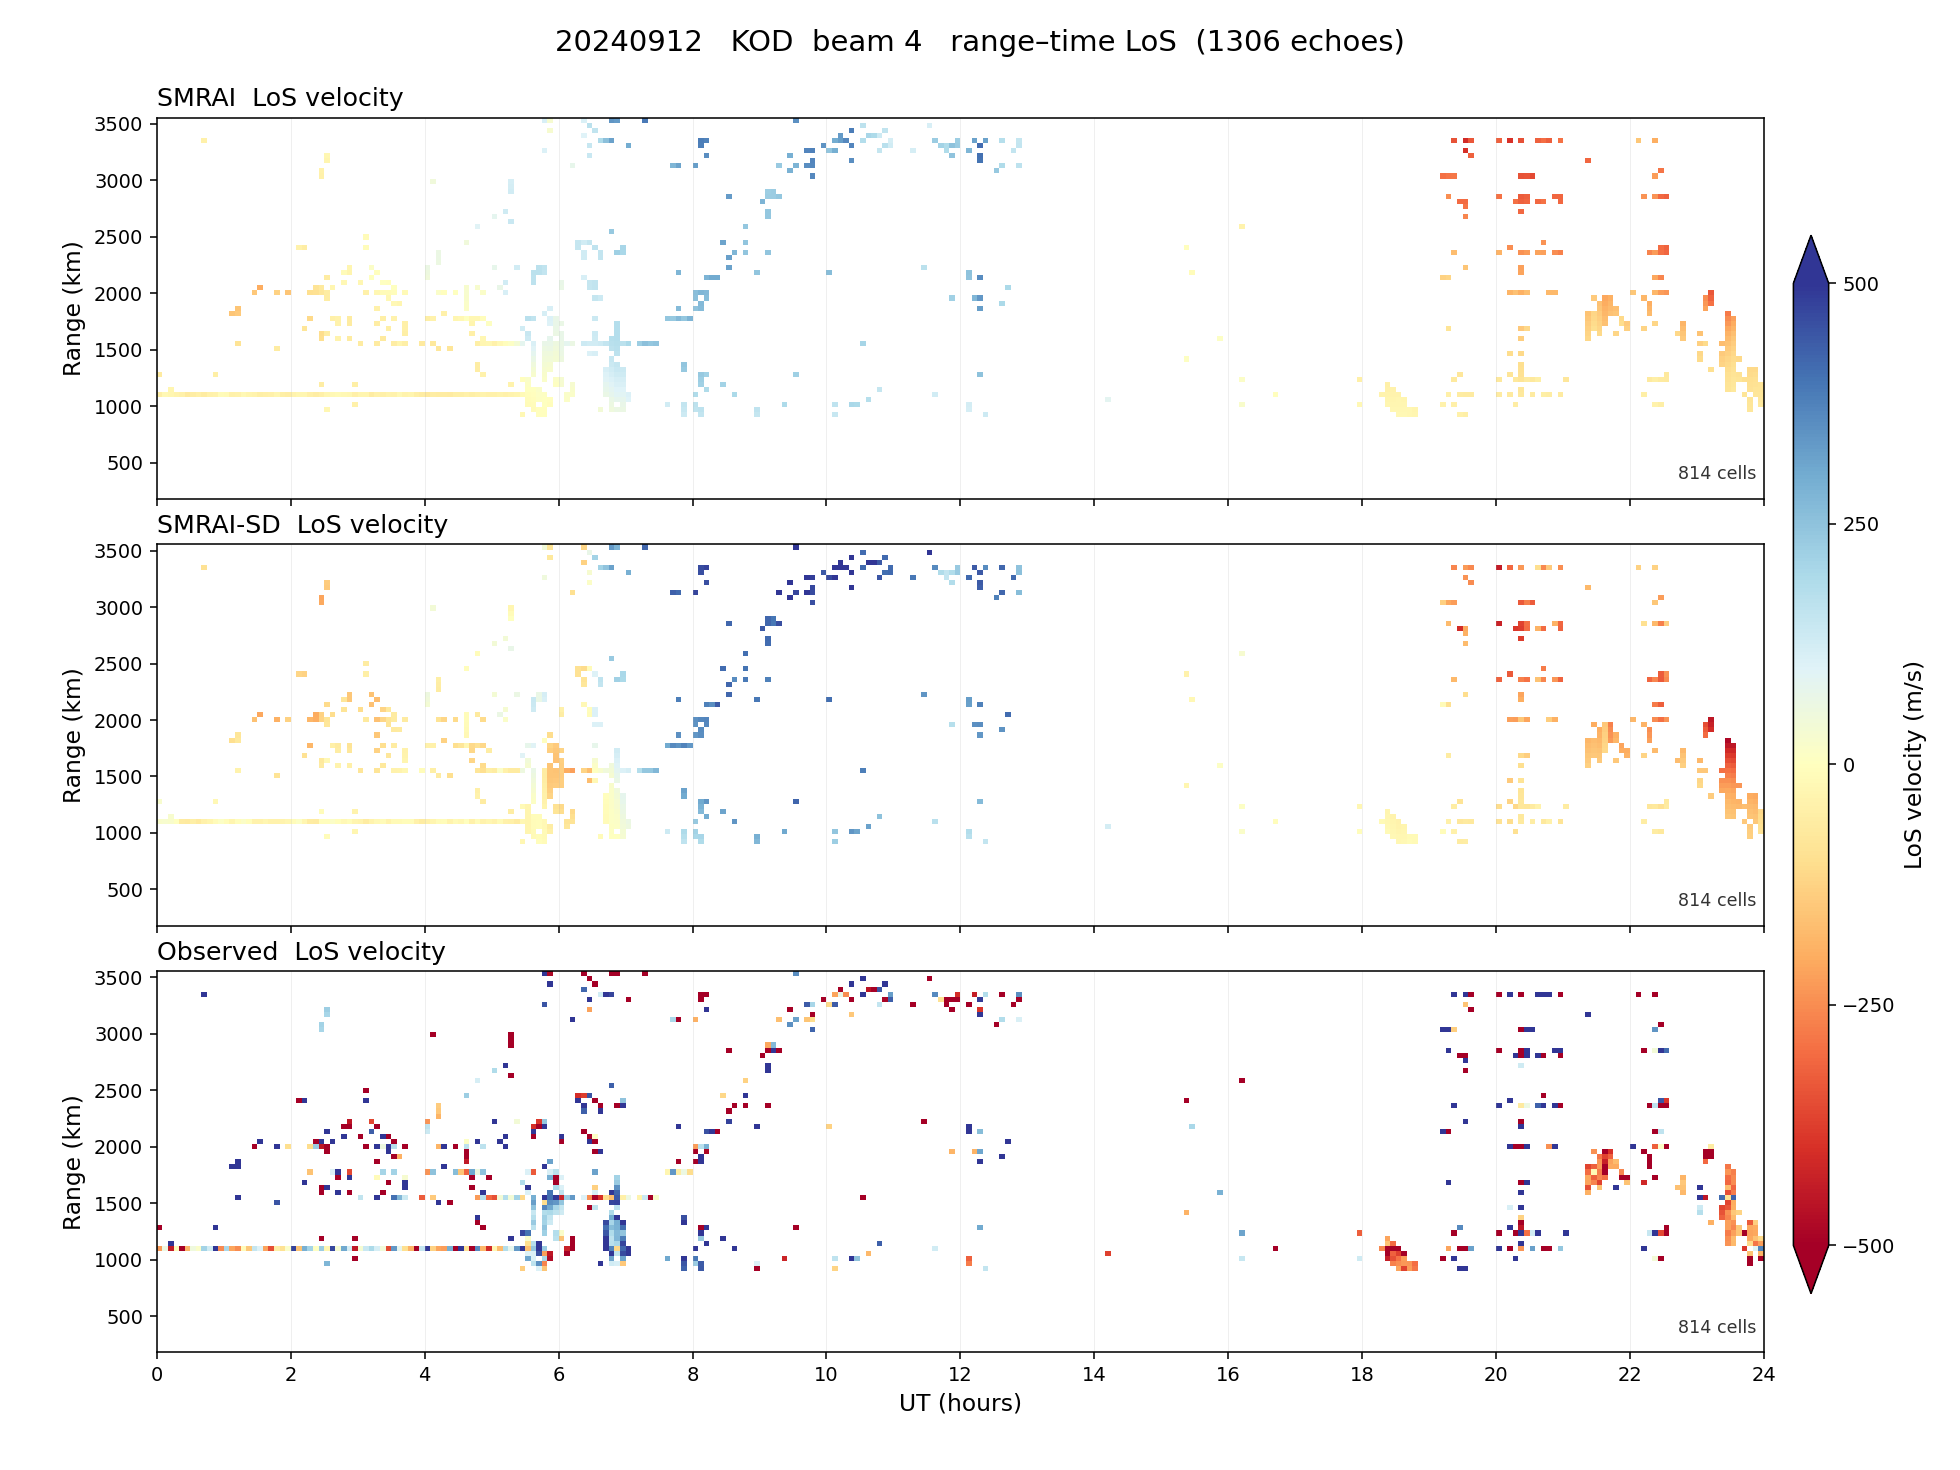 20240912 KOD beam 4 range–time LoS (1306 echoes)
SMRAI LoS velocity
3500
3000
2500
2000
1500
1000
500
Range (km)
814 cells
SMRAI-SD LoS velocity
3500
3000
2500
2000
1500
1000
500
Range (km)
814 cells
Observed LoS velocity
3500
3000
2500
2000
1500
1000
500
Range (km)
814 cells
0 2 4 6 8 10 12 14 16 18 20 22 24
UT (hours)
500
250
0
−250
−500
LoS velocity (m/s)